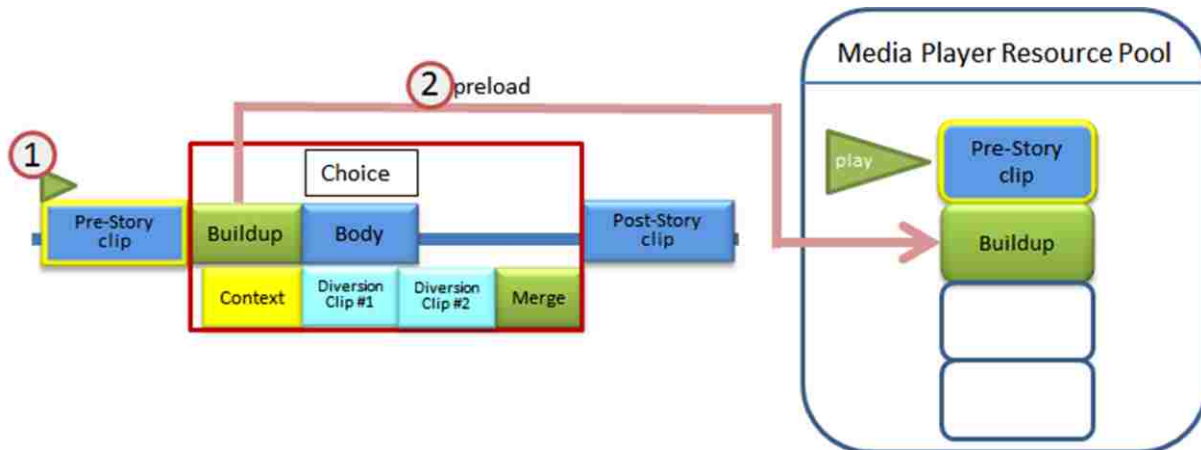 Media Player Resource Pool
2
preload
1
Choice
play
Pre-Story
clip
Pre-Story
clip
Buildup
Body
Post-Story
clip
Buildup
Context
Diversion
Clip #1
Diversion
Clip #2
Merge